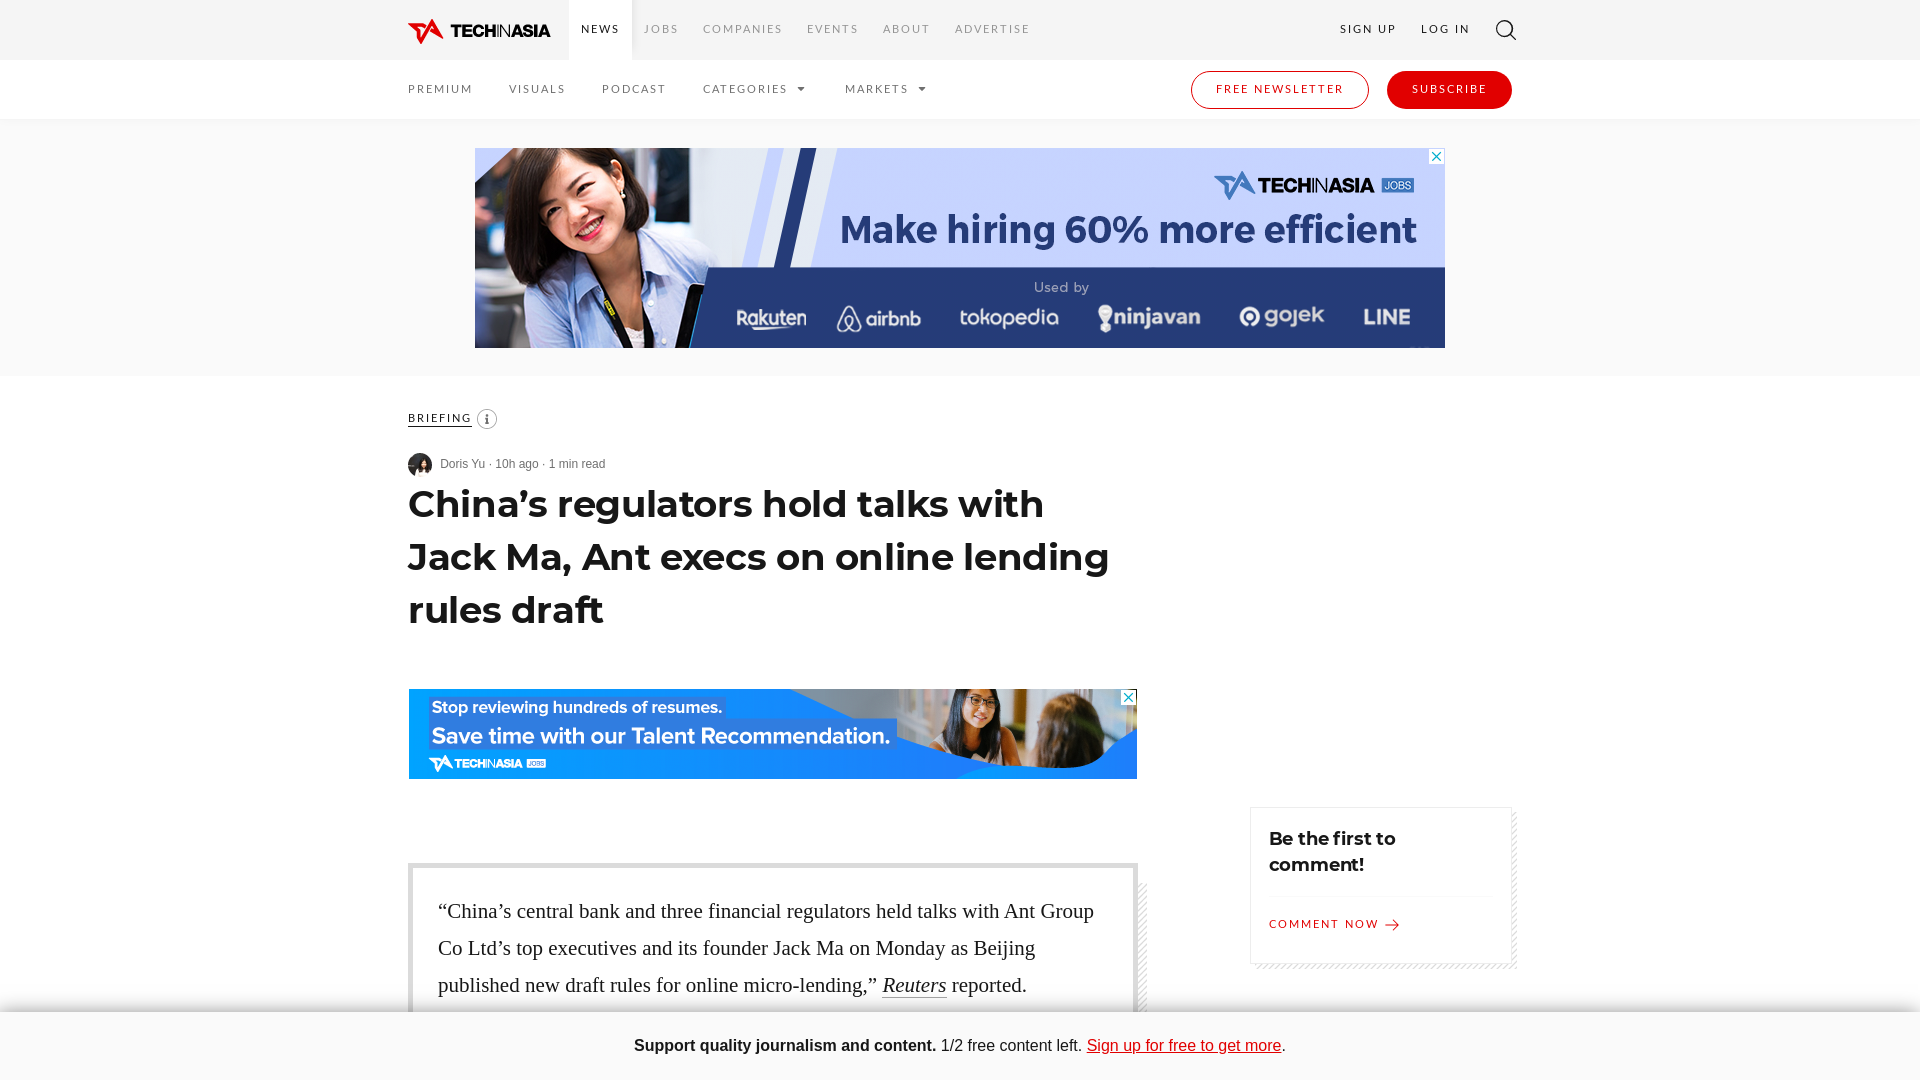 TECHINASIA
NEWS
JOBS
COMPANIES
EVENTS
ABOUT
ADVERTISE
SIGN UP
LOG IN
PREMIUM
VISUALS
PODCAST
CATEGORIES
MARKETS
FREE NEWSLETTER
SUBSCRIBE
TECHINASIA JOBS
Make hiring 60% more efficient
Used by
Rakuten airbnb tokopedia ninjavan gojek LINE
BRIEFING
Doris Yu · 10h ago · 1 min read
China’s regulators hold talks with
Jack Ma, Ant execs on online lending
rules draft
Stop reviewing hundreds of resumes.
Save time with our Talent Recommendation.
TECHINASIA JOBS
Be the first to
comment!
COMMENT NOW
“China’s central bank and three financial regulators held talks with Ant Group
Co Ltd’s top executives and its founder Jack Ma on Monday as Beijing
published new draft rules for online micro-lending,” Reuters reported.
Support quality journalism and content. 1/2 free content left. Sign up for free to get more.